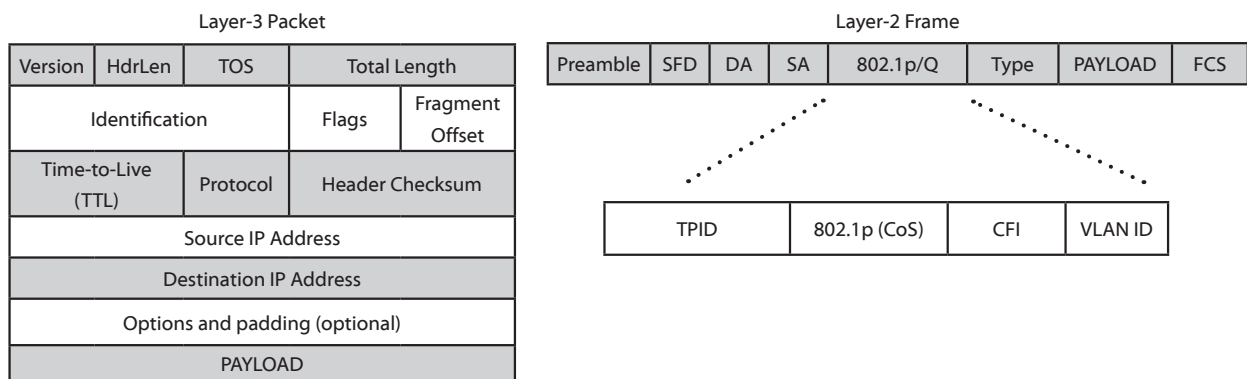 Layer-3 Packet
Version HdrLen TOS Total Length
Identification Flags Fragment
Offset
Time-to-Live
(TTL) Protocol Header Checksum
Source IP Address
Destination IP Address
Options and padding (optional)
PAYLOAD
Layer-2 Frame
Preamble SFD DA SA 802.1p/Q Type PAYLOAD FCS
TPID 802.1p (CoS) CFI VLAN ID